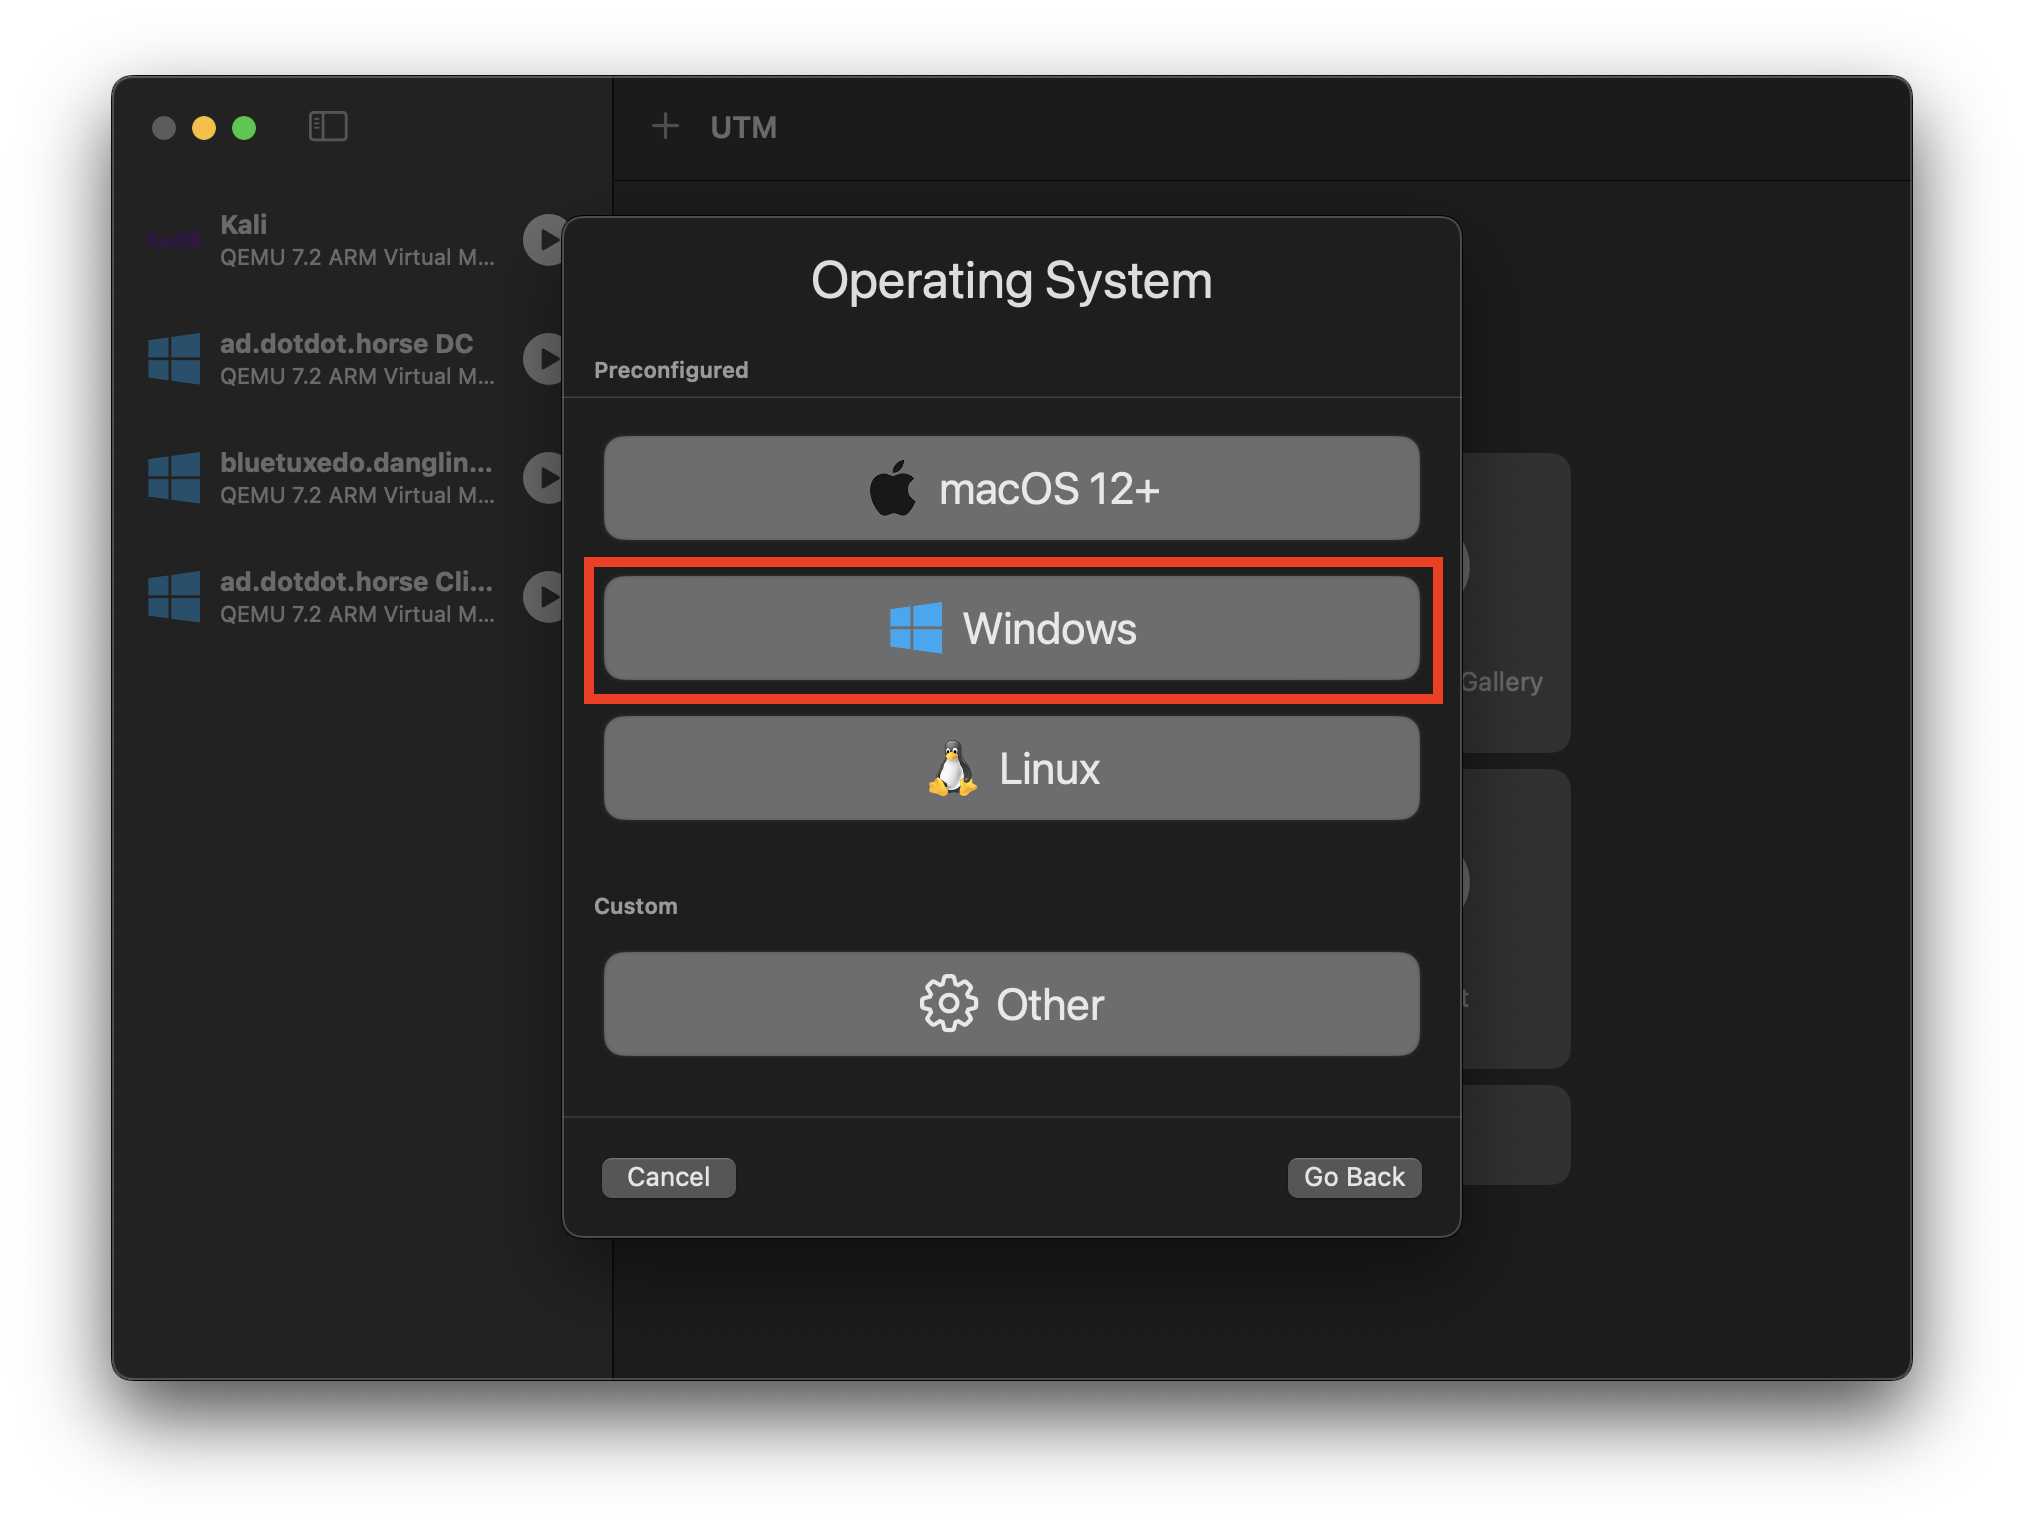 UTM
Kali
QEMU 7.2 ARM Virtual M...
ad.dotdot.horse DC
QEMU 7.2 ARM Virtual M...
bluetuxedo.danglin...
QEMU 7.2 ARM Virtual M...
ad.dotdot.horse Cli...
QEMU 7.2 ARM Virtual M...
Operating System
Preconfigured
macOS 12+
Windows
Linux
Custom
Other
Cancel
Go Back
Gallery